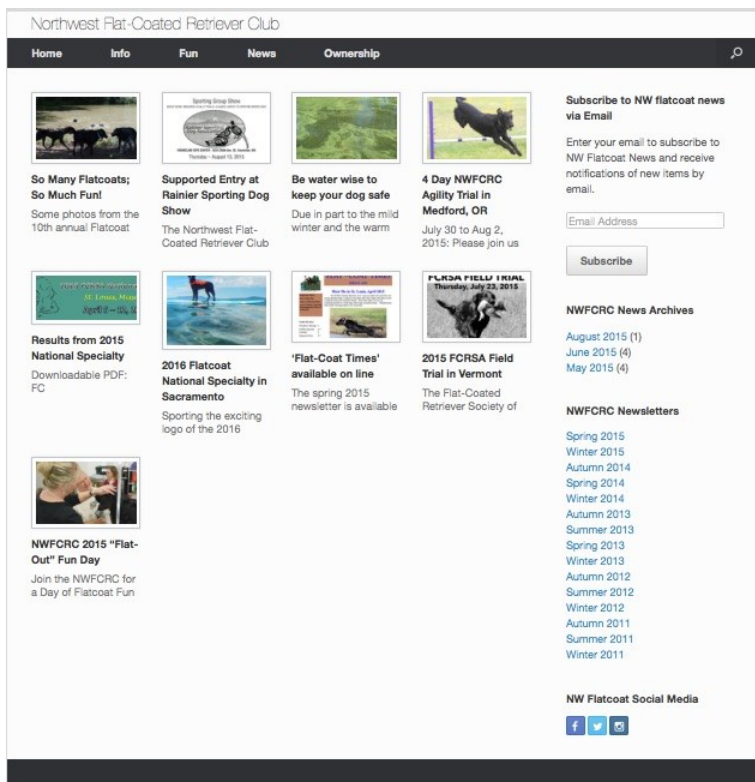 Northwest Flat-Coated Retriever Club
Home Info Fun News Ownership
Sporting Group Show
Thursday – August 13, 2015
So Many Flatcoats;
So Much Fun!
Some photos from the
10th annual Flatcoat
Supported Entry at
Rainier Sporting Dog
Show
The Northwest Flat-
Coated Retriever Club
Be water wise to
keep your dog safe
Due in part to the mild
winter and the warm
4 Day NWFCRC
Agility Trial in
Medford, OR
July 30 to Aug 2,
2015: Please join us
Results from 2015
National Specialty
Downloadable PDF:
FC
2016 Flatcoat
National Specialty in
Sacramento
Sporting the exciting
logo of the 2016
'Flat-Coat Times'
available on line
The spring 2015
newsletter is available
FCRSA FIELD TRIAL
Thursday, July 23, 2015
2015 FCRSA Field
Trial in Vermont
The Flat-Coated
Retriever Society of
NWFCRC 2015 "Flat-
Out" Fun Day
Join the NWFCRC for
a Day of Flatcoat Fun
Subscribe to NW flatcoat news
via Email
Enter your email to subscribe to
NW Flatcoat News and receive
notifications of new items by
email.
Email Address
Subscribe
NWFCRC News Archives
August 2015 (1)
June 2015 (4)
May 2015 (4)
NWFCRC Newsletters
Spring 2015
Winter 2015
Autumn 2014
Spring 2014
Winter 2014
Autumn 2013
Summer 2013
Spring 2013
Winter 2013
Autumn 2012
Summer 2012
Winter 2012
Autumn 2011
Summer 2011
Winter 2011
NW Flatcoat Social Media